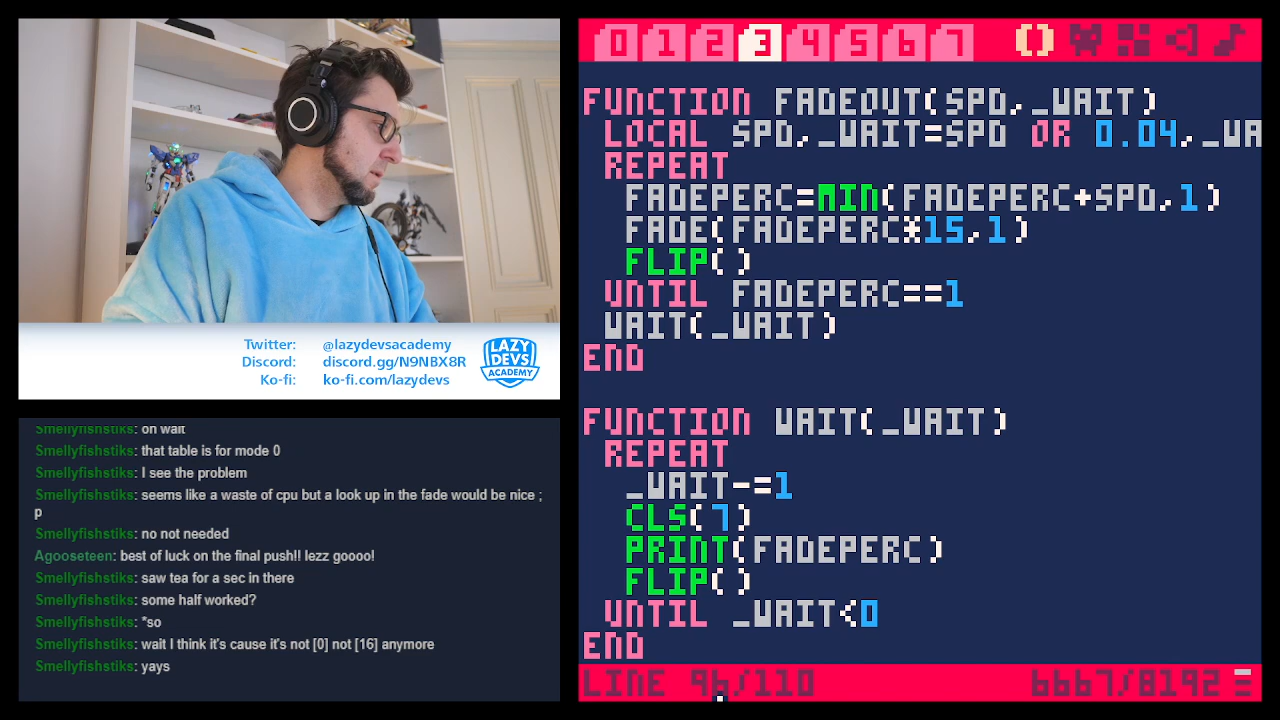 Twitter: @lazydevsacademy
Discord: discord.gg/N9NBX8R
Ko-fi: ko-fi.com/lazydevs
LAZY
DEVS
ACADEMY
Smellyfishstiks: on wait
Smellyfishstiks: that table is for mode 0
Smellyfishstiks: I see the problem
Smellyfishstiks: seems like a waste of cpu but a look up in the fade would be nice ;
p
Smellyfishstiks: no not needed
Agooseteen: best of luck on the final push!! lezz goooo!
Smellyfishstiks: saw tea for a sec in there
Smellyfishstiks: some half worked?
Smellyfishstiks: *so
Smellyfishstiks: wait I think it's cause it's not [0] not [16] anymore
Smellyfishstiks: yays
0 1 2 3 4 5 6 7 ()
FUNCTION FADEOUT(SPD,_WAIT)
LOCAL SPD,_WAIT=SPD OR 0.04,_WA
REPEAT
FADEPERC=MIN(FADEPERC+SPD,1)
FADE(FADEPERC*15,1)
FLIP()
UNTIL FADEPERC==1
WAIT(_WAIT)
END
FUNCTION WAIT(_WAIT)
REPEAT
_WAIT-=1
CLS(7)
PRINT(FADEPERC)
FLIP()
UNTIL _WAIT<0
END
LINE 96/110 6667/8192